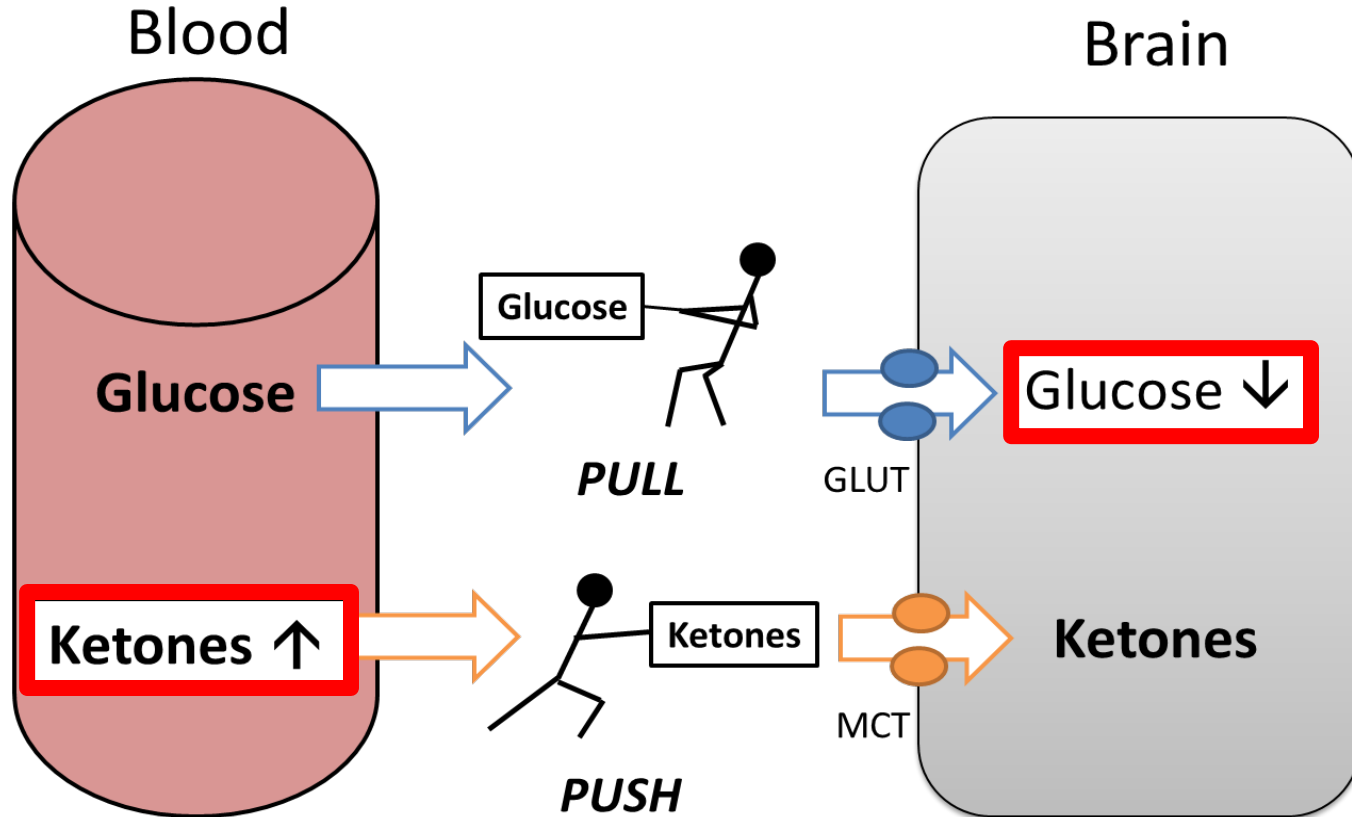 Blood
Brain
Glucose
Glucose
Glucose ↓
PULL
GLUT
Ketones ↑
Ketones
Ketones
MCT
PUSH